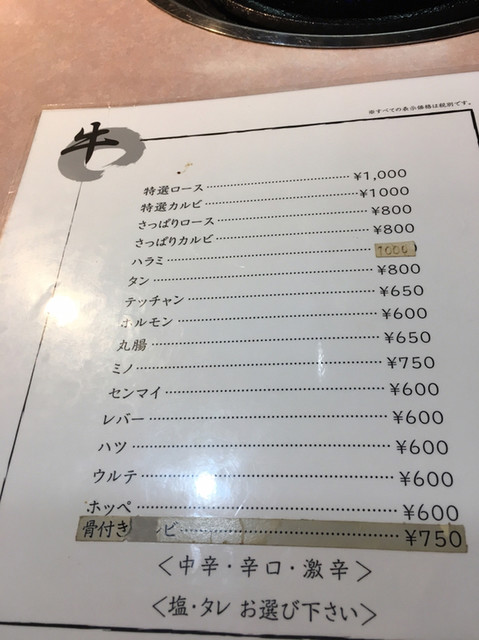 ※すべての表示価格は税別です。
牛
特選ロース ¥1,000
特選カルビ ¥1000
さっぱりロース ¥800
さっぱりカルビ ¥800
ハラミ 1000
タン ¥800
テッチャン ¥650
ホルモン ¥600
丸腸 ¥650
ミノ ¥750
センマイ ¥600
レバー ¥600
ハツ ¥600
ウルテ ¥600
ホッペ ¥600
骨付き ビ ¥750
<中辛・辛口・激辛>
<塩・タレ お選び下さい>